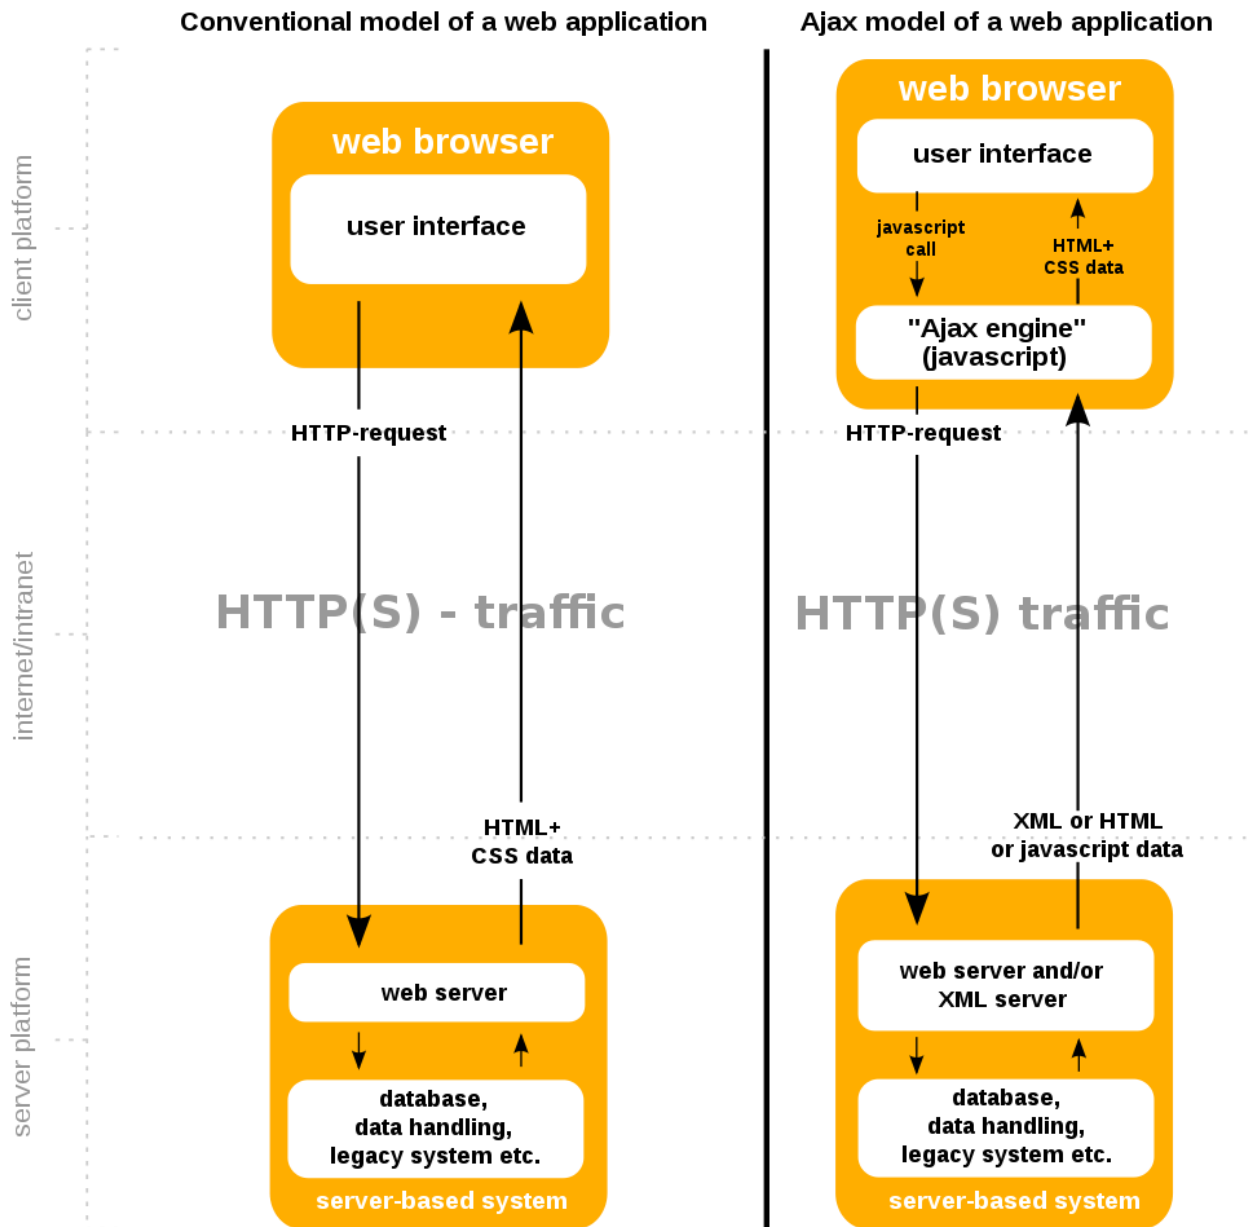 Conventional model of a web application
Ajax model of a web application
client platform
internet/intranet
server platform
web browser
user interface
HTTP-request
HTTP(S) - traffic
HTML+
CSS data
web server
database,
data handling,
legacy system etc.
server-based system
web browser
user interface
javascript
call
HTML+
CSS data
"Ajax engine"
(javascript)
HTTP-request
HTTP(S) traffic
XML or HTML
or javascript data
web server and/or
XML server
database,
data handling,
legacy system etc.
server-based system